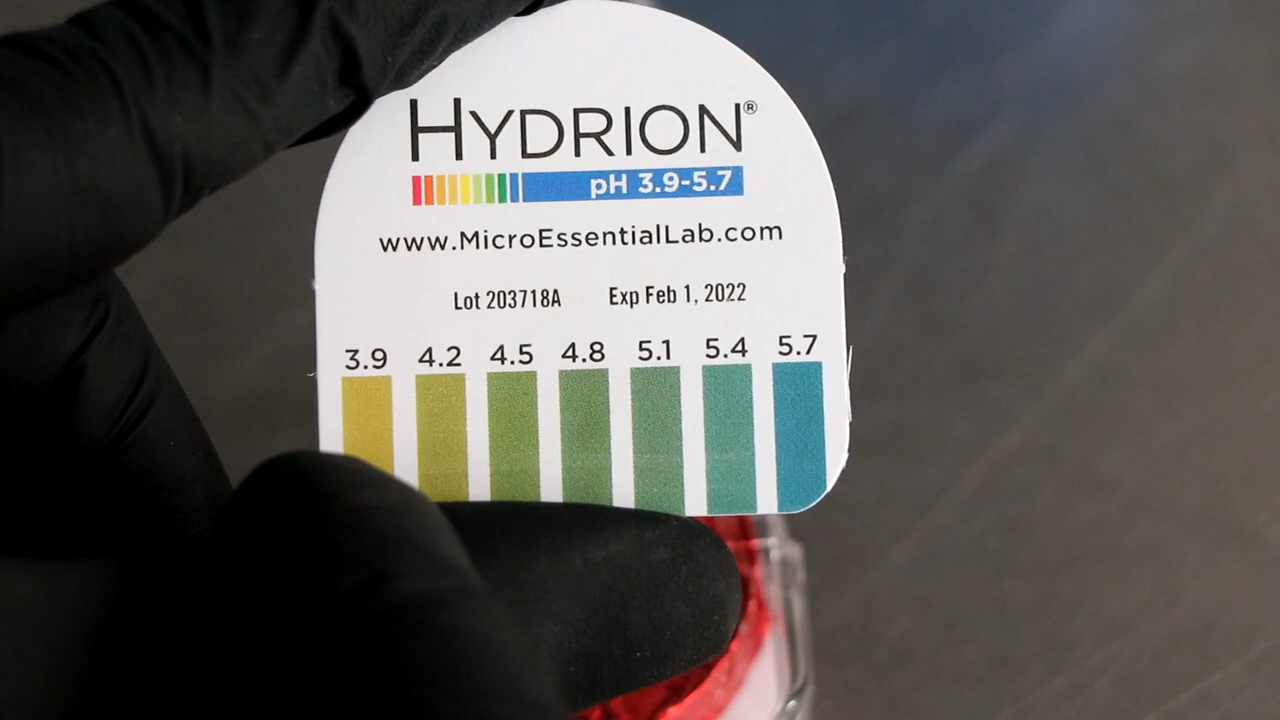 HYDRION®
pH 3.9-5.7
www.MicroEssentialLab.com
Lot 203718A Exp Feb 1, 2022
3.9 4.2 4.5 4.8 5.1 5.4 5.7